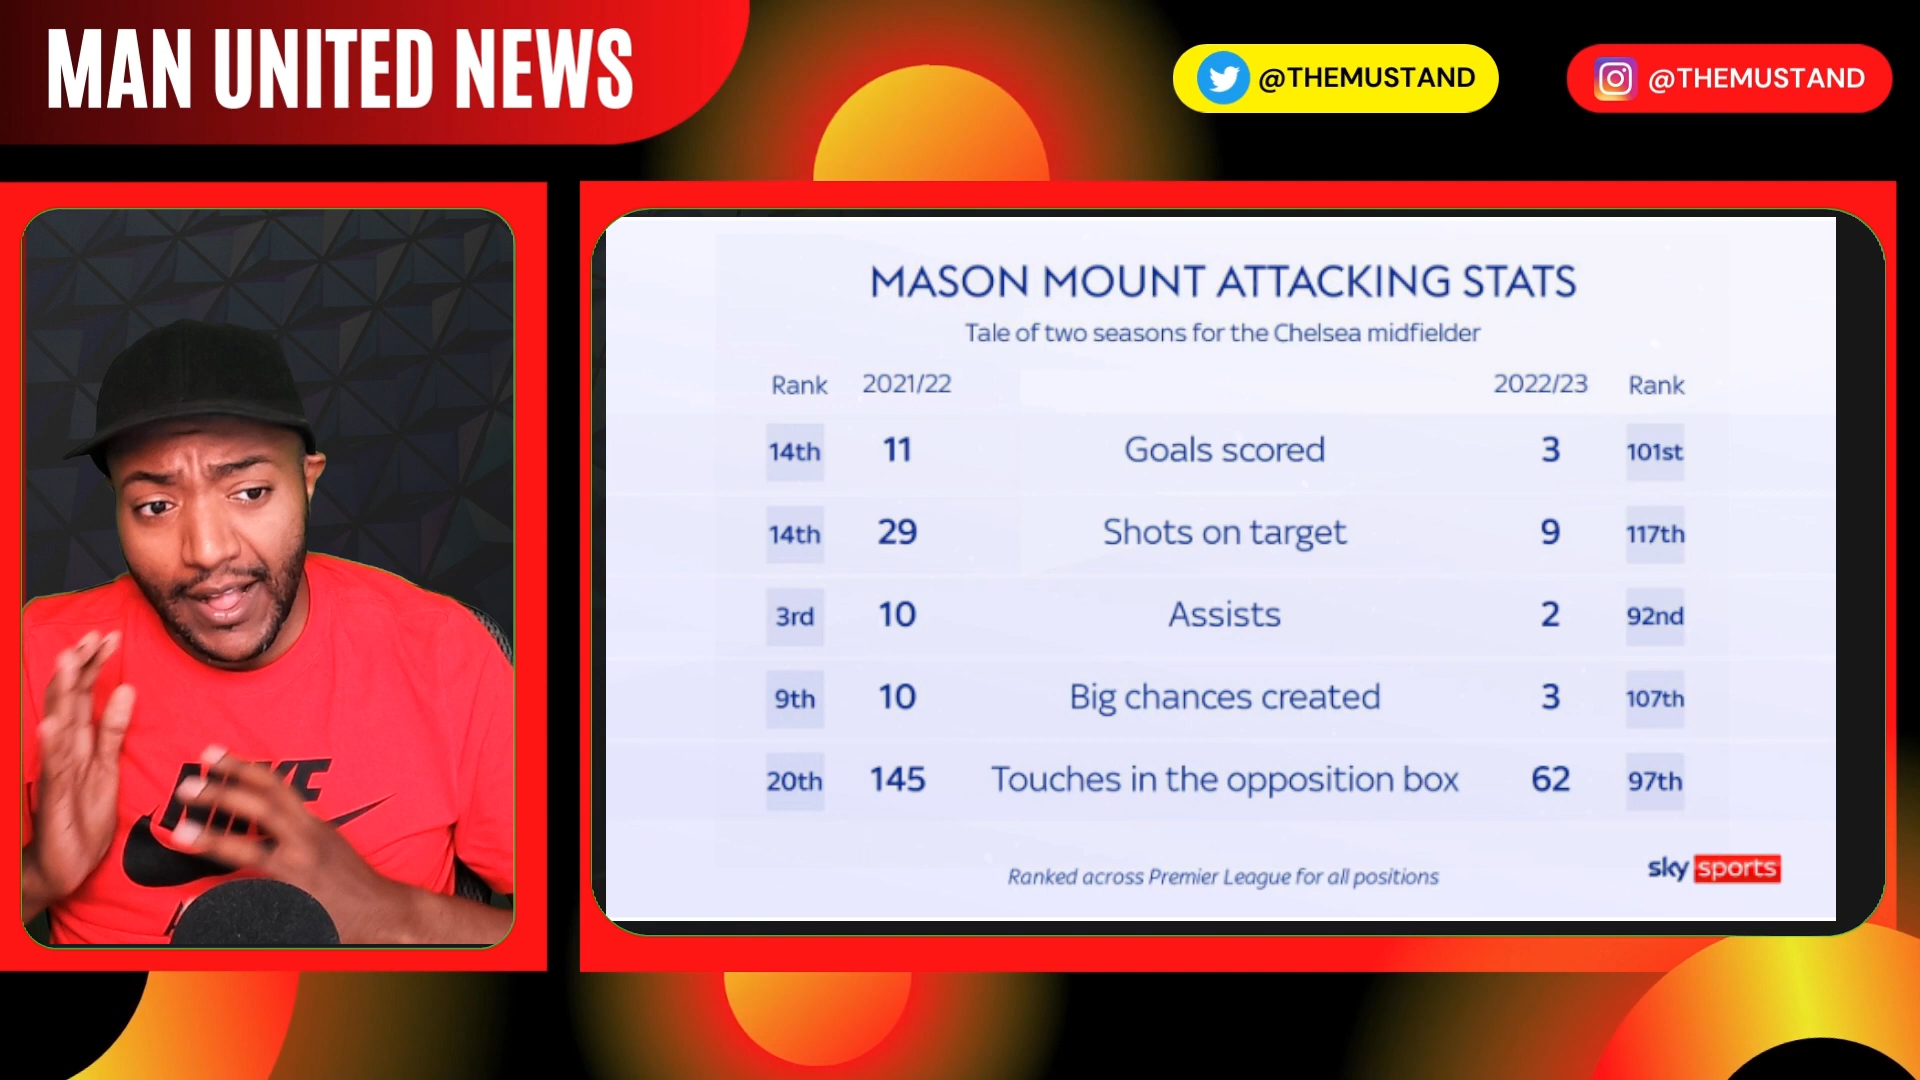 MAN UNITED NEWS
@THEMUSTAND
@THEMUSTAND
MASON MOUNT ATTACKING STATS
Tale of two seasons for the Chelsea midfielder
Rank 2021/22 2022/23 Rank
14th 11 Goals scored 3 101st
14th 29 Shots on target 9 117th
3rd 10 Assists 2 92nd
9th 10 Big chances created 3 107th
20th 145 Touches in the opposition box 62 97th
Ranked across Premier League for all positions
sky sports